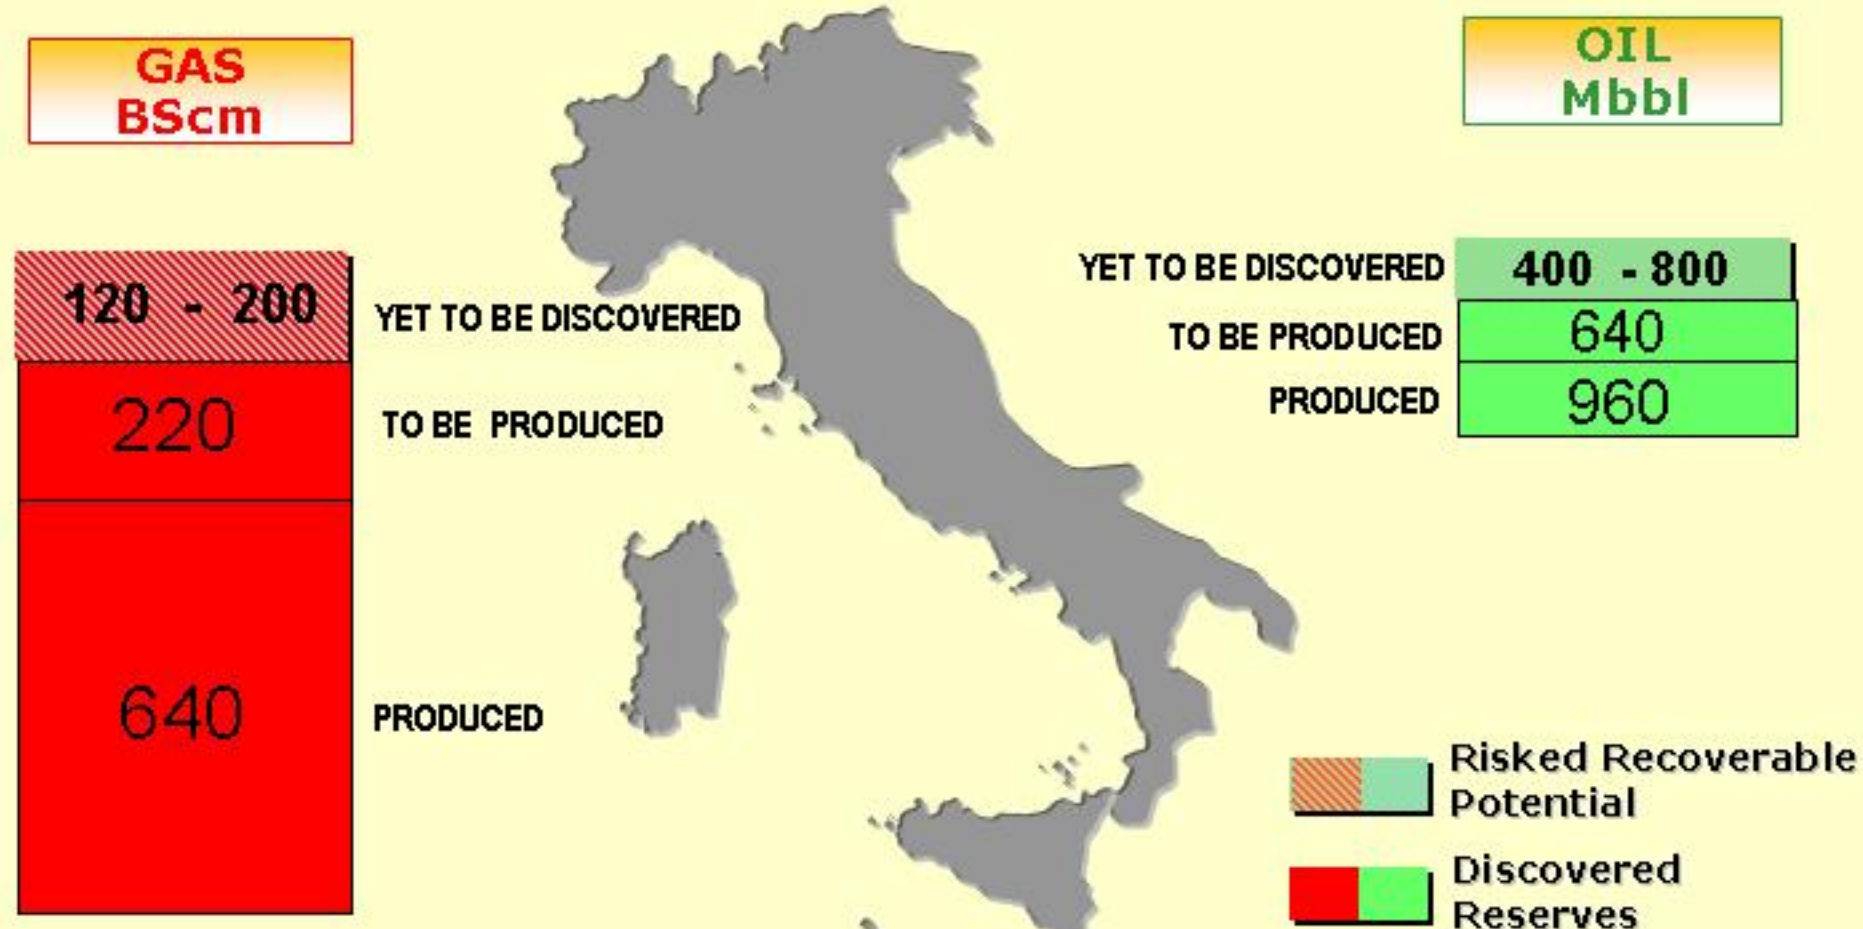 GAS
BScm
120 - 200
YET TO BE DISCOVERED
220
TO BE PRODUCED
640
PRODUCED
OIL
Mbbl
YET TO BE DISCOVERED
400 - 800
TO BE PRODUCED
640
PRODUCED
960
Risked Recoverable
Potential
Discovered
Reserves